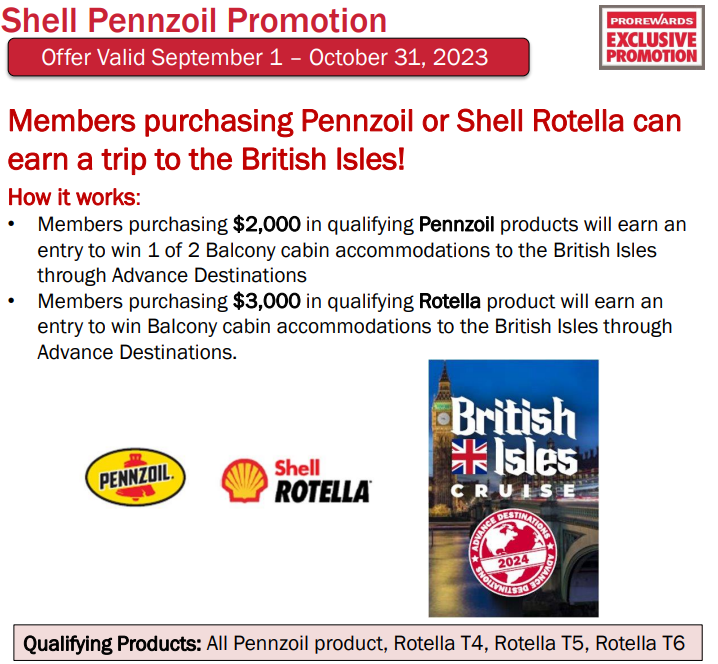 Shell Pennzoil Promotion
Offer Valid September 1 – October 31, 2023
PROREWARDS
EXCLUSIVE
PROMOTION
Members purchasing Pennzoil or Shell Rotella can
earn a trip to the British Isles!
How it works:
• Members purchasing $2,000 in qualifying Pennzoil products will earn an
entry to win 1 of 2 Balcony cabin accommodations to the British Isles
through Advance Destinations
• Members purchasing $3,000 in qualifying Rotella product will earn an
entry to win Balcony cabin accommodations to the British Isles through
Advance Destinations.
PENNZOIL
Shell
ROTELLA
British
Isles
CRUISE
ADVANCE DESTINATIONS
2024
ADVANCE DESTINATIONS
ADVANCE DESTINATIONS
Qualifying Products: All Pennzoil product, Rotella T4, Rotella T5, Rotella T6